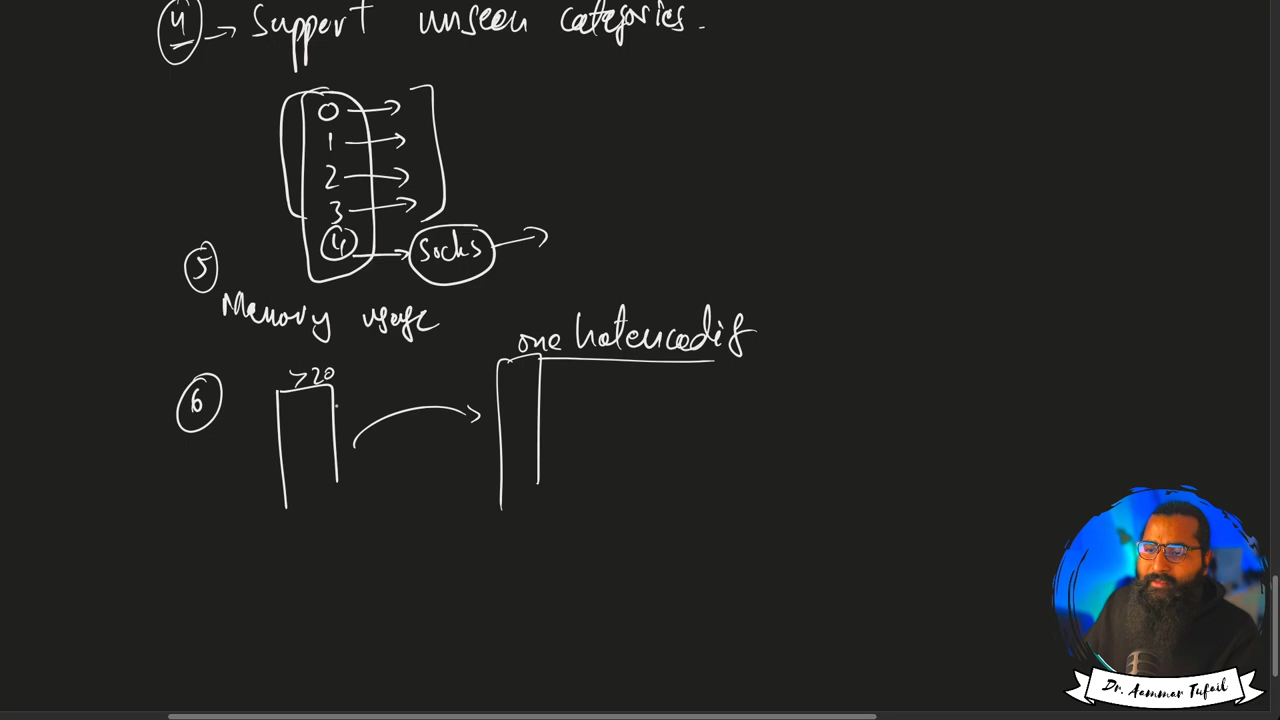 4 → Support unseen categories.
0 →
1 →
2 →
3 →
4 → Socks →
5
Memory usage
one hotencodif
>20
6
Dr. Aammar Tufail